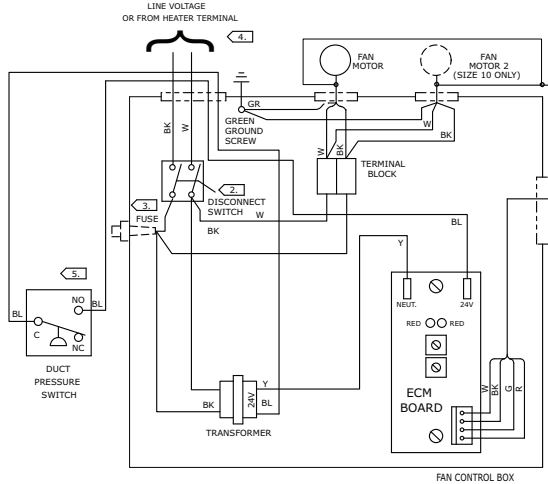 LINE VOLTAGE
OR FROM HEATER TERMINAL
4.
FAN
MOTOR
FAN
MOTOR 2
(SIZE 10 ONLY)
GR
GREEN
GROUND
SCREW
BK
W
W
BK
W
BK
TERMINAL
BLOCK
2.
DISCONNECT
SWITCH
3.
FUSE
W
BK
BL
Y
5.
NO
BL
BL
C
NC
DUCT
PRESSURE
SWITCH
NEUT.
24V
RED
RED
ECM
BOARD
W
BK
G
R
Y
BK
24V
BL
TRANSFORMER
FAN CONTROL BOX